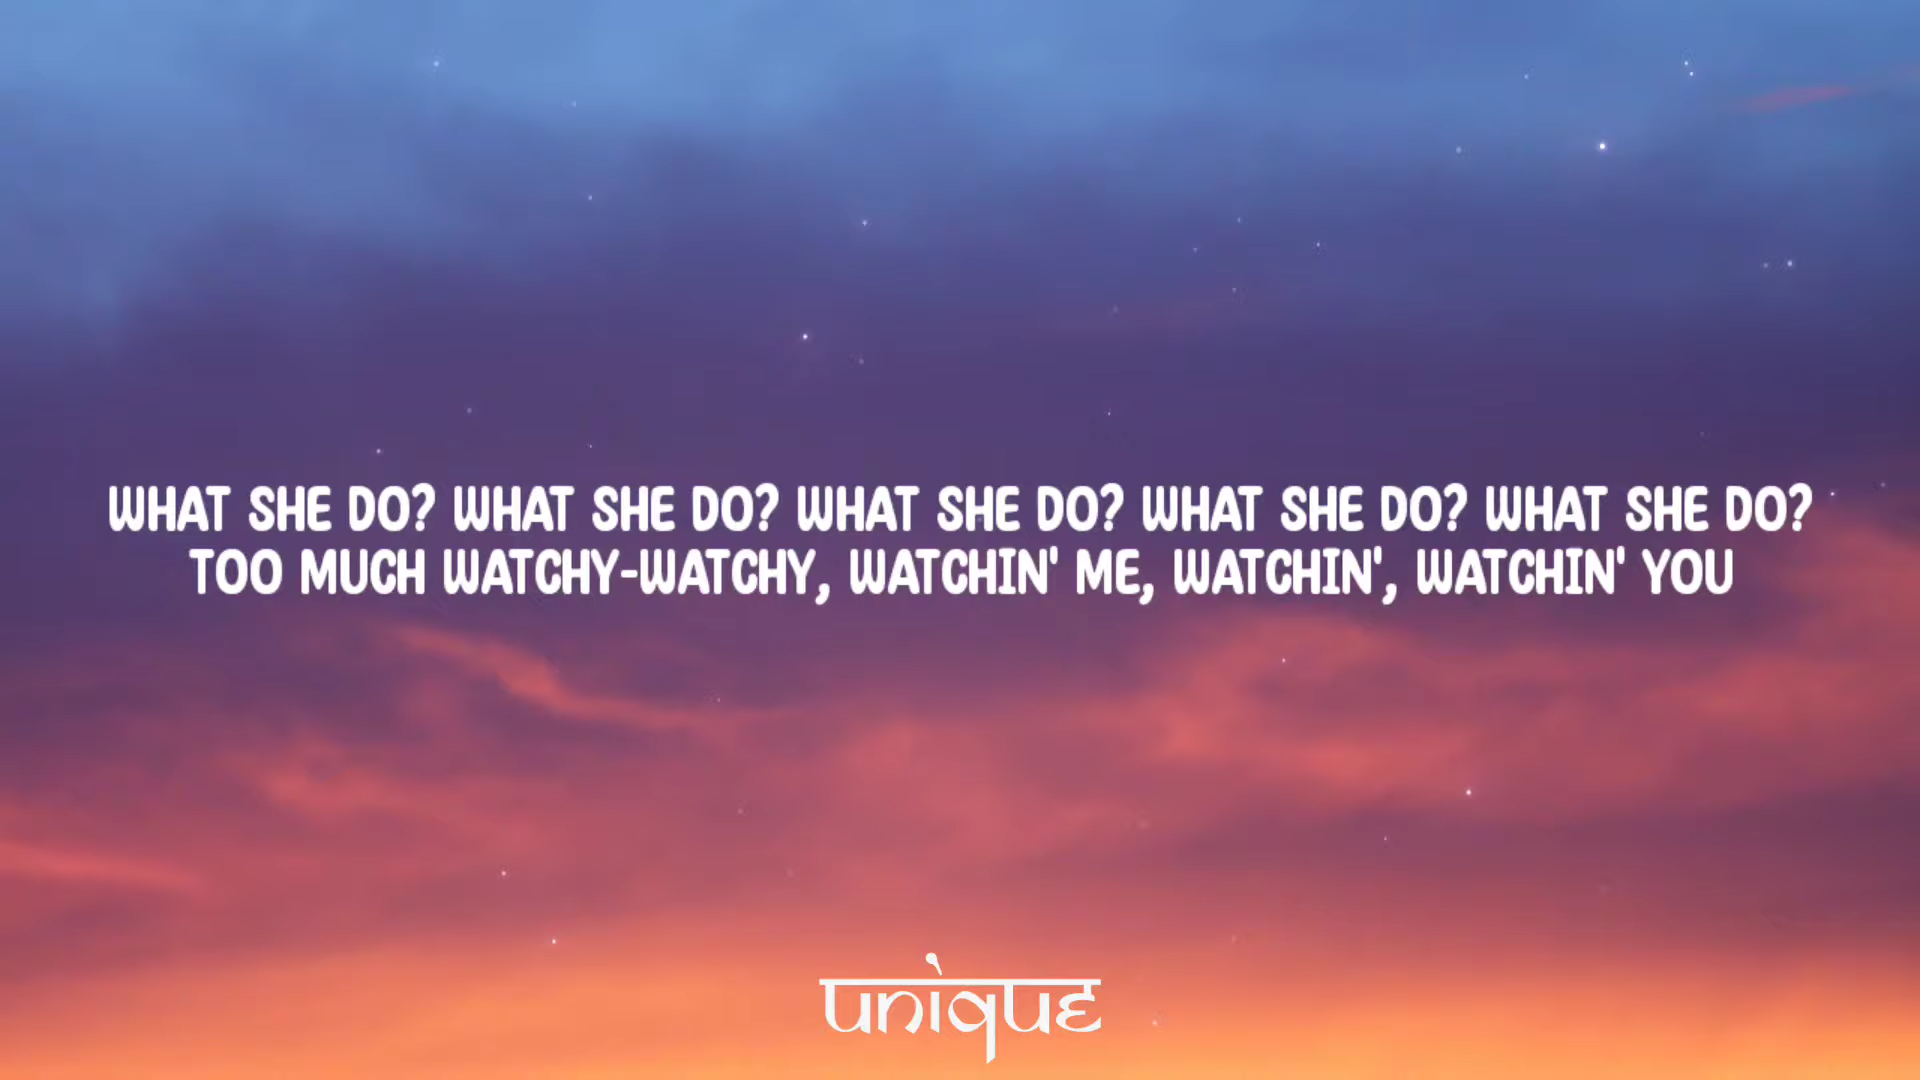 WHAT SHE DO? WHAT SHE DO? WHAT SHE DO? WHAT SHE DO? WHAT SHE DO?
TOO MUCH WATCHY-WATCHY, WATCHIN' ME, WATCHIN', WATCHIN' YOU
unique